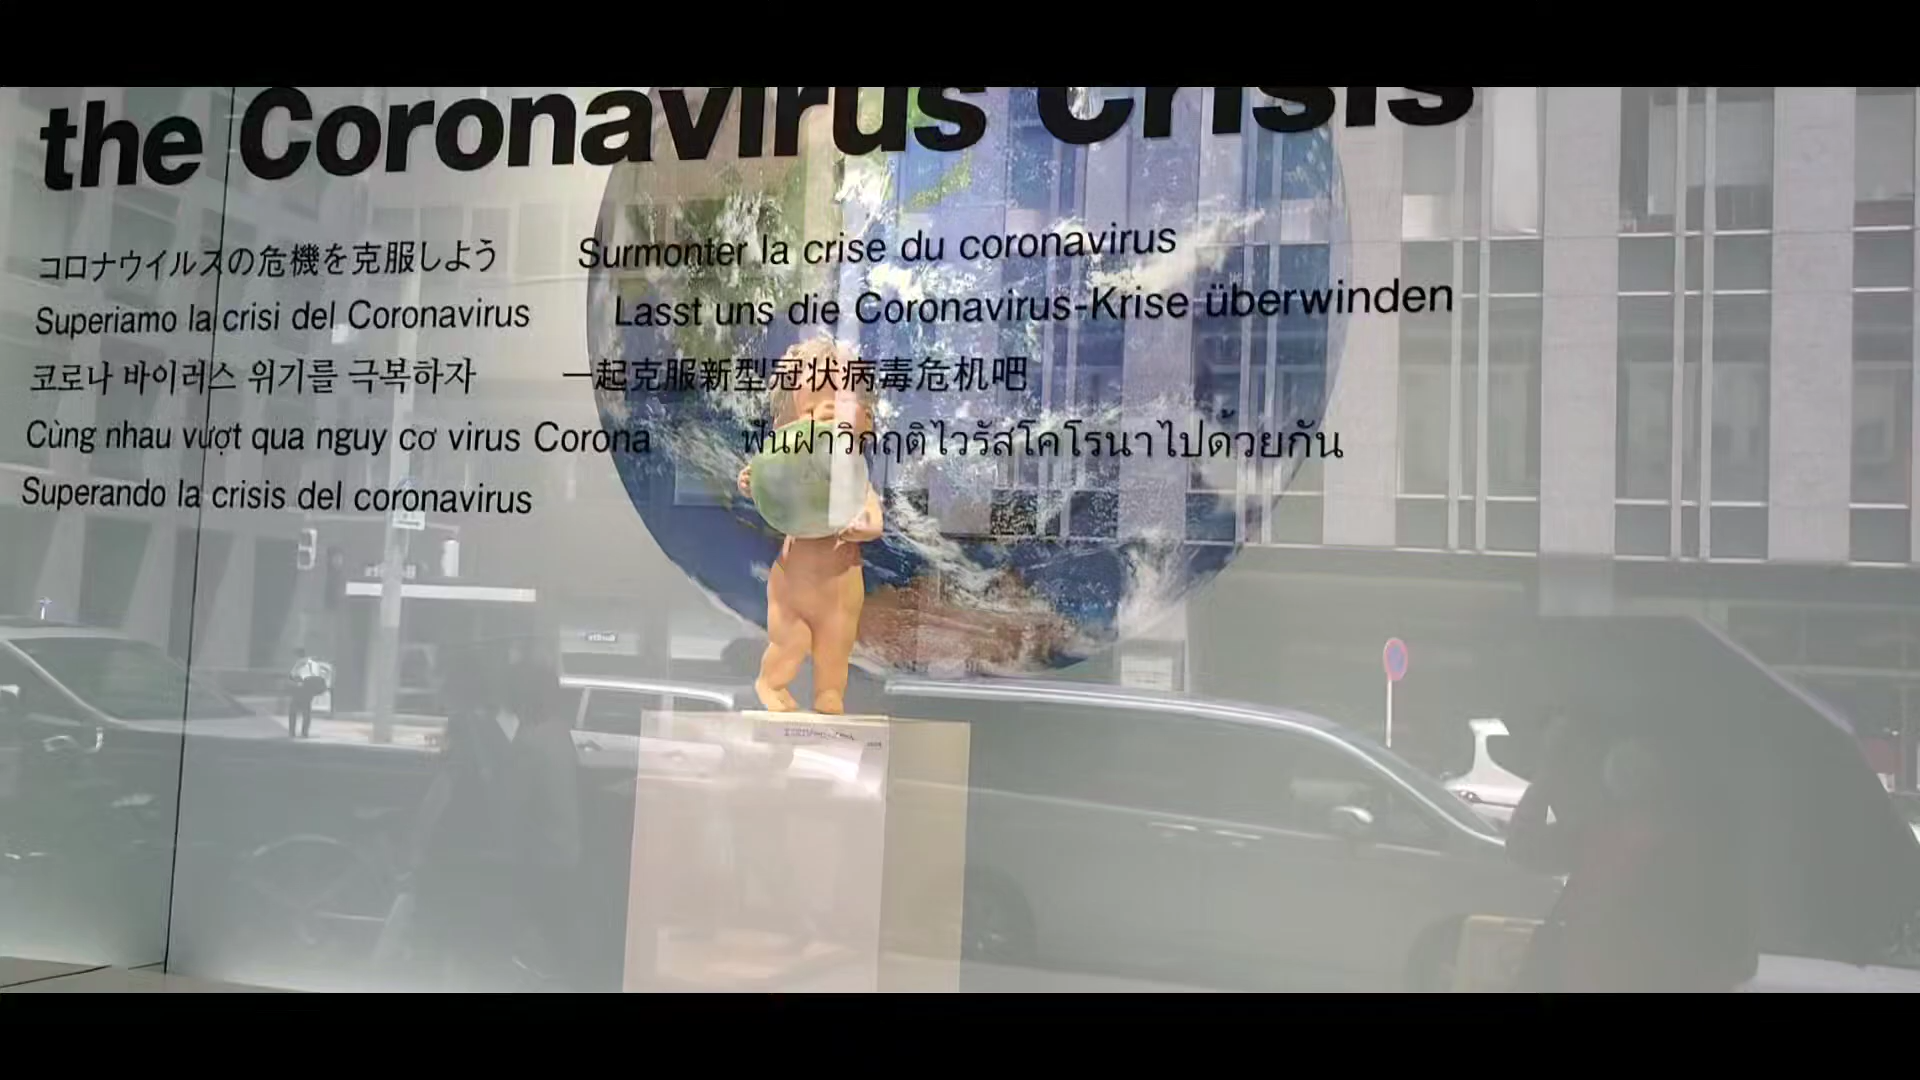 the Coronavirus Crisis
コロナウイルスの危機を克服しよう
Surmonter la crise du coronavirus
Superiamo la crisi del Coronavirus
Lasst uns die Coronavirus-Krise überwinden
코로나 바이러스 위기를 극복하자
一起克服新型冠状病毒危机吧
Cùng nhau vượt qua nguy cơ virus Corona
ฟันฝ่าวิกฤติไวรัสโคโรนาไปด้วยกัน
Superando la crisis del coronavirus